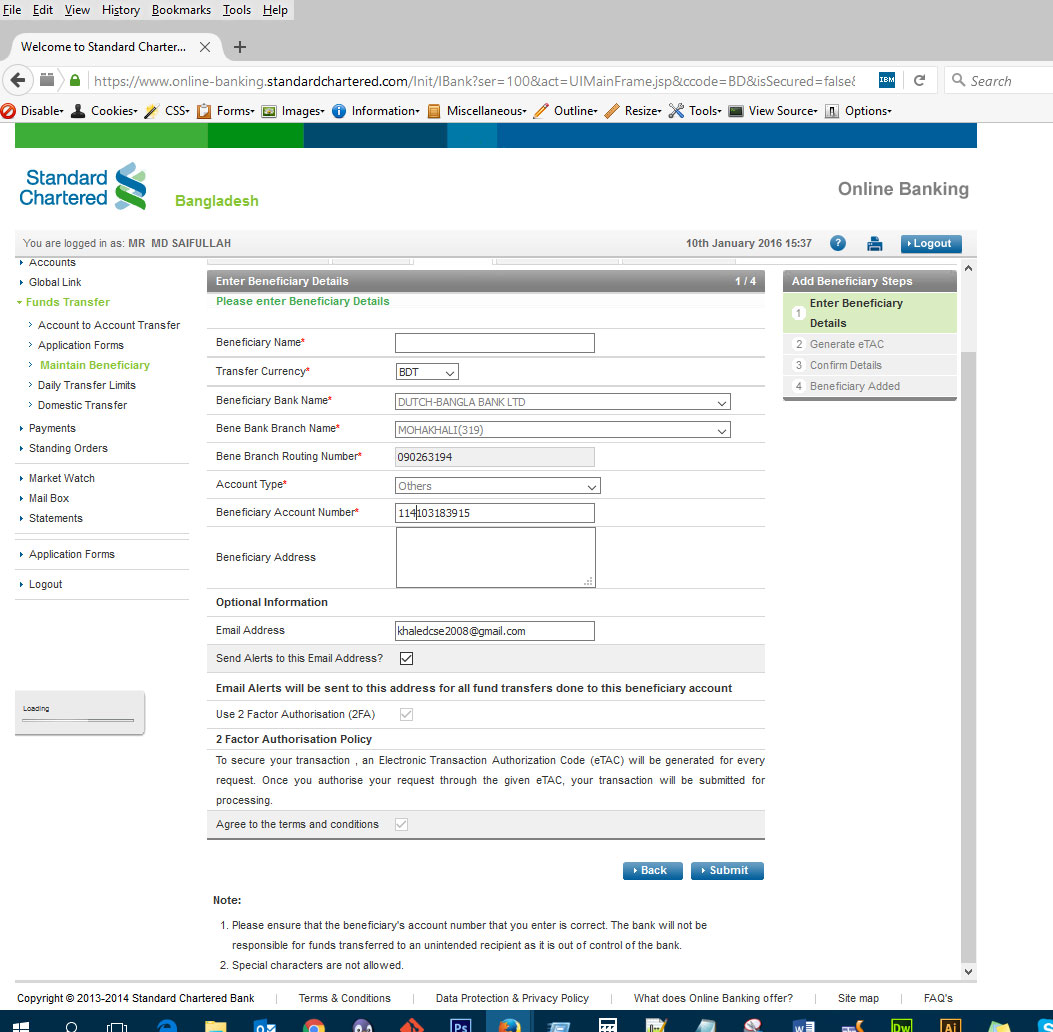 File Edit View History Bookmarks Tools Help
Welcome to Standard Charter...
https://www.online-banking.standardchartered.com/Init/IBank?ser=100&act=UIMainFrame.jsp&ccode=BD&isSecured=false&
IBM
Search
Disable Cookies CSS Forms Images Information Miscellaneous Outline Resize Tools View Source Options
Standard
Chartered
Bangladesh
Online Banking
You are logged in as: MR MD SAIFULLAH
10th January 2016 15:37
?
Logout
Accounts
Global Link
Funds Transfer
Account to Account Transfer
Application Forms
Maintain Beneficiary
Daily Transfer Limits
Domestic Transfer
Payments
Standing Orders
Market Watch
Mail Box
Statements
Application Forms
Logout
Loading
Enter Beneficiary Details 1 / 4
Please enter Beneficiary Details
Beneficiary Name*
Transfer Currency* BDT
Beneficiary Bank Name* DUTCH-BANGLA BANK LTD
Bene Bank Branch Name* MOHAKHALI(319)
Bene Branch Routing Number* 090263194
Account Type* Others
Beneficiary Account Number* 114103183915
Beneficiary Address
Optional Information
Email Address khaledcse2008@gmail.com
Send Alerts to this Email Address?
Email Alerts will be sent to this address for all fund transfers done to this beneficiary account
Use 2 Factor Authorisation (2FA)
2 Factor Authorisation Policy
To secure your transaction , an Electronic Transaction Authorization Code (eTAC) will be generated for every
request. Once you authorise your request through the given eTAC, your transaction will be submitted for
processing.
Agree to the terms and conditions
Back Submit
Note:
1. Please ensure that the beneficiary's account number that you enter is correct. The bank will not be
responsible for funds transferred to an unintended recipient as it is out of control of the bank.
2. Special characters are not allowed.
Add Beneficiary Steps
1 Enter Beneficiary
Details
2 Generate eTAC
3 Confirm Details
4 Beneficiary Added
Copyright © 2013-2014 Standard Chartered Bank Terms & Conditions Data Protection & Privacy Policy What does Online Banking offer? Site map FAQ's
Ps Dw Ai